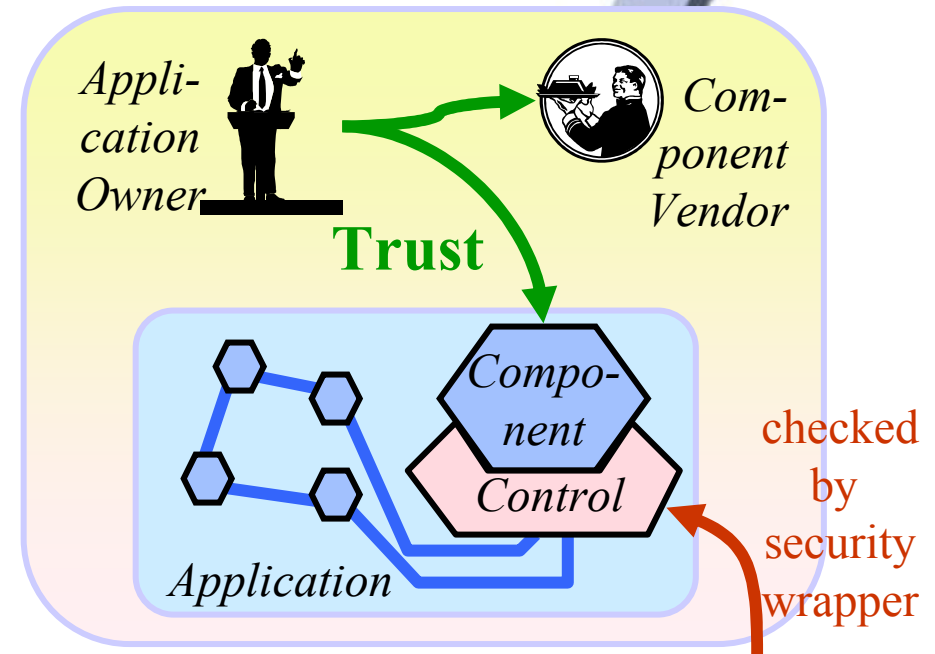 Appli-
cation
Owner
Com-
ponent
Vendor
Trust
Compo-
nent
Control
Application
checked
by
security
wrapper